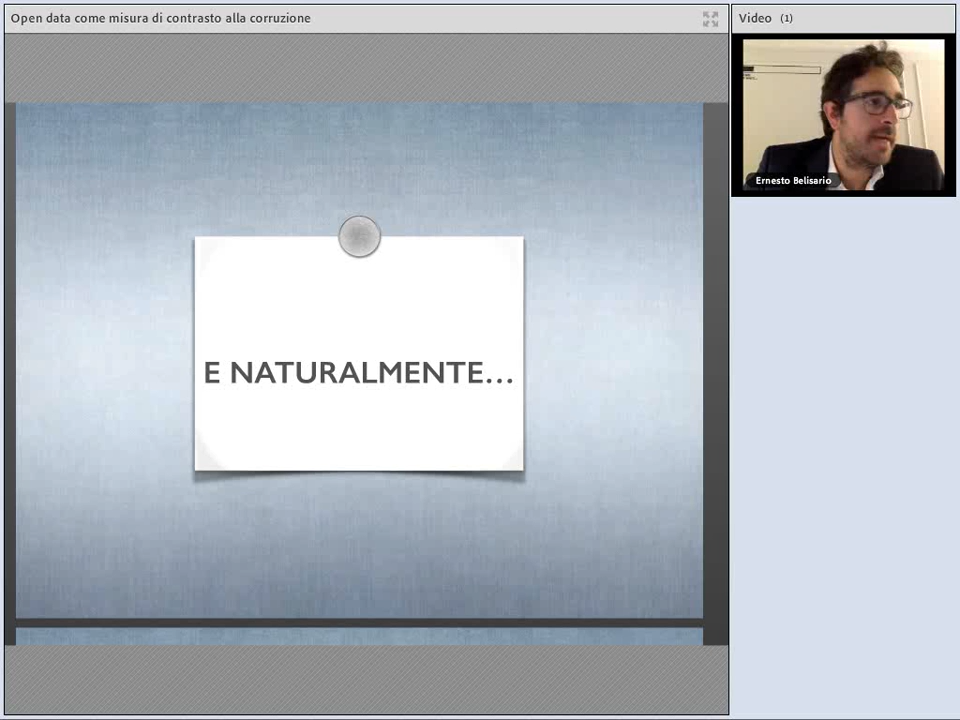 Open data come misura di contrasto alla corruzione
Video (1)
Ernesto Belisario
E NATURALMENTE...